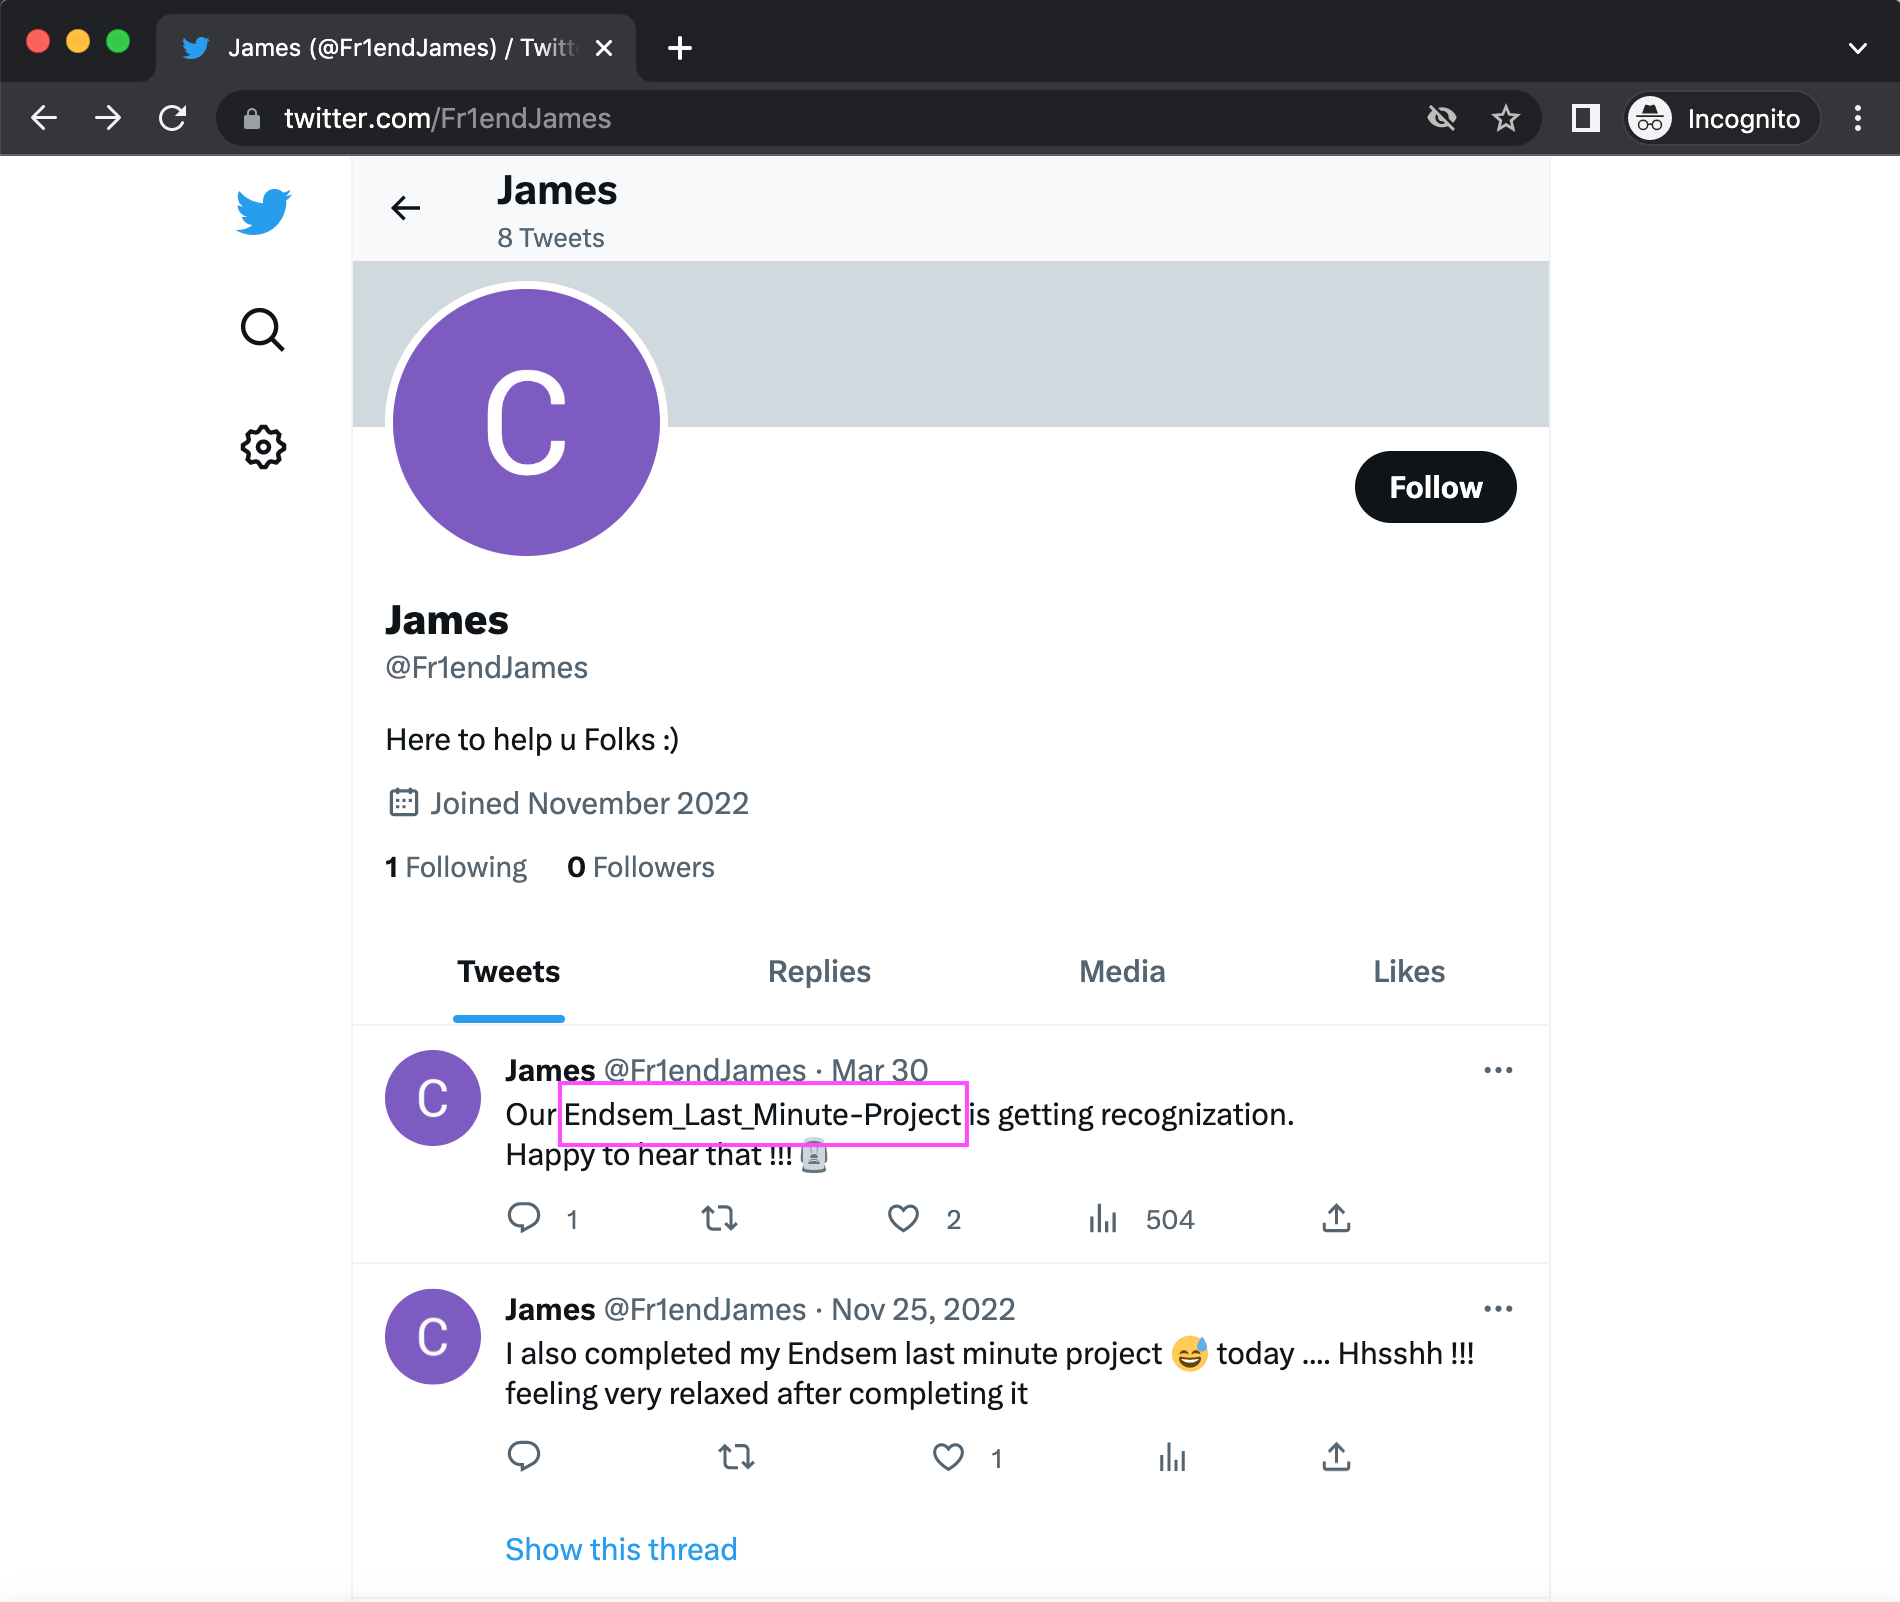 James (@Fr1endJames) / Twitt
twitter.com/Fr1endJames
Incognito
James
8 Tweets
C
Follow
James
@Fr1endJames
Here to help u Folks :)
Joined November 2022
1 Following 0 Followers
Tweets Replies Media Likes
C
James @Fr1endJames · Mar 30
Our Endsem_Last_Minute-Project is getting recognization.
Happy to hear that !!!
1 2 504
C
James @Fr1endJames · Nov 25, 2022
I also completed my Endsem last minute project 😅 today .... Hhsshh !!!
feeling very relaxed after completing it
1
Show this thread